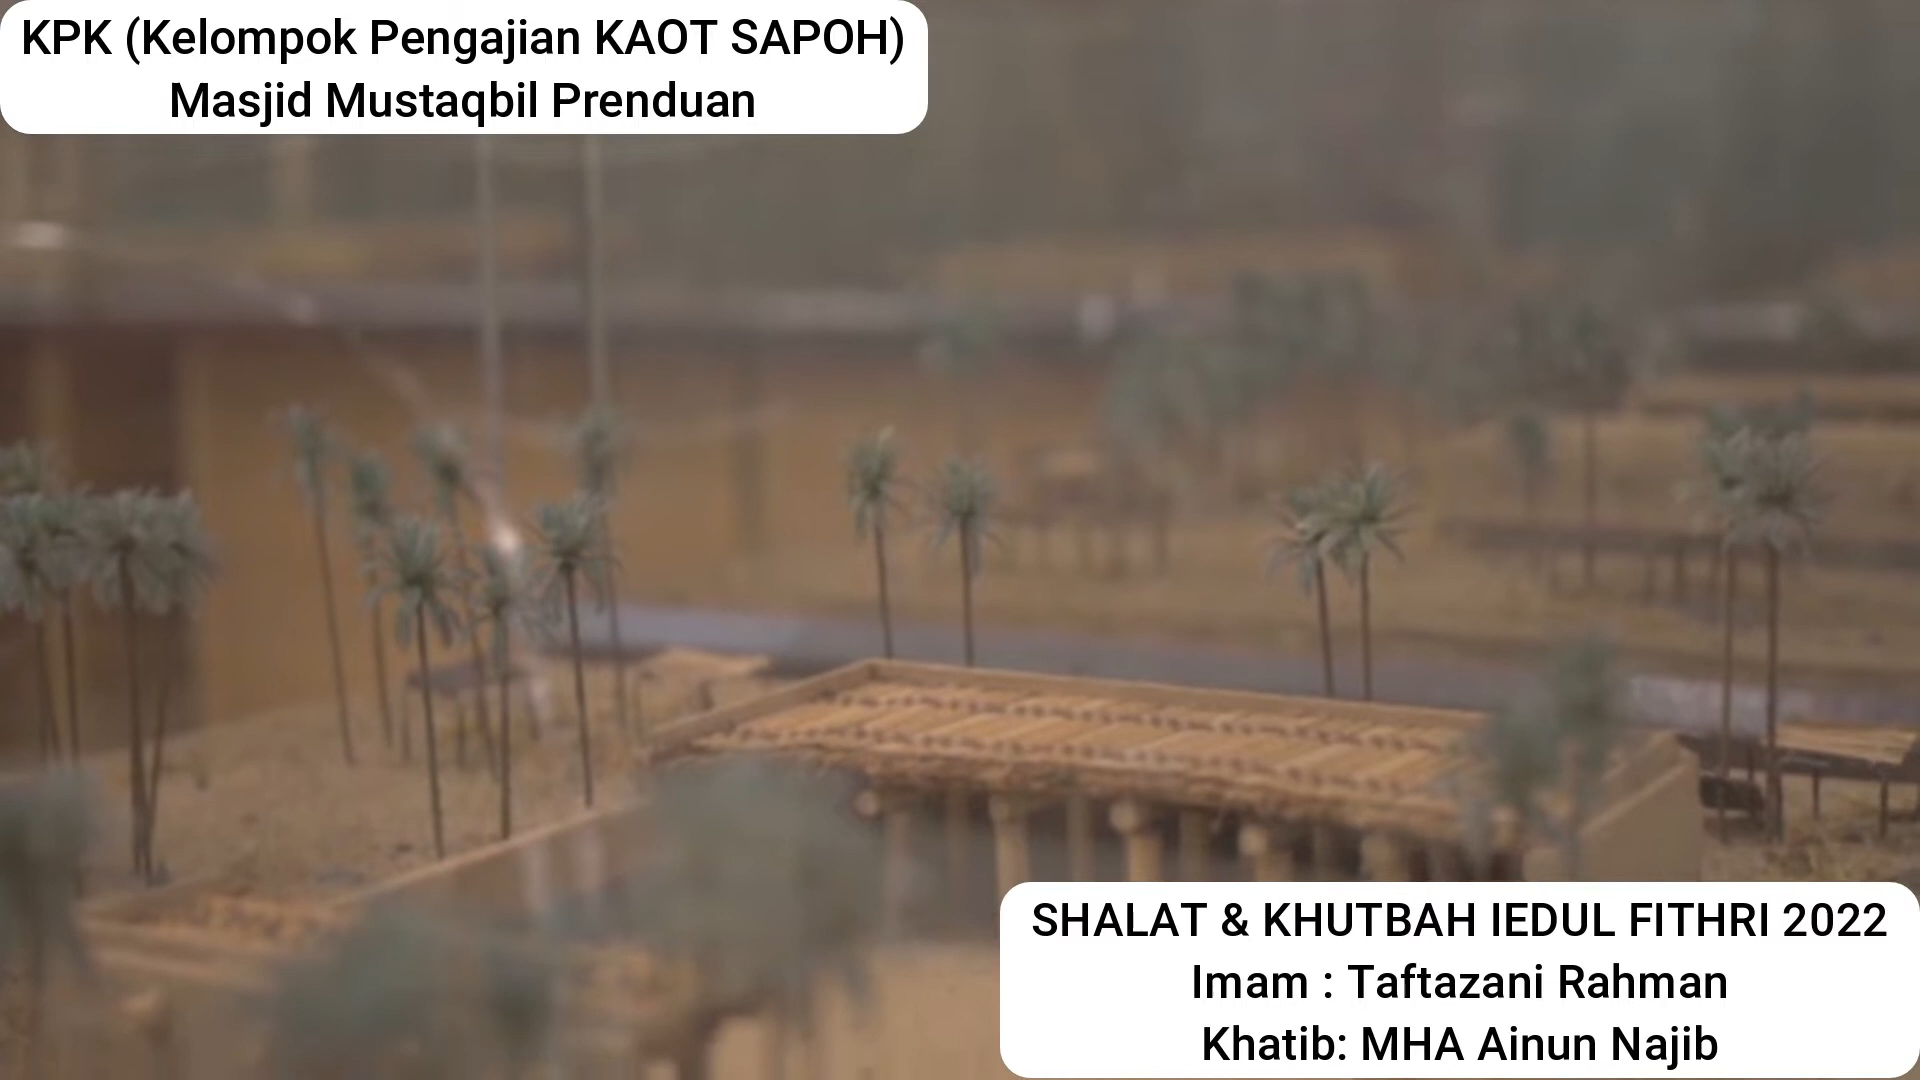 KPK (Kelompok Pengajian KAOT SAPOH)
Masjid Mustaqbil Prenduan
SHALAT & KHUTBAH IEDUL FITHRI 2022
Imam : Taftazani Rahman
Khatib: MHA Ainun Najib